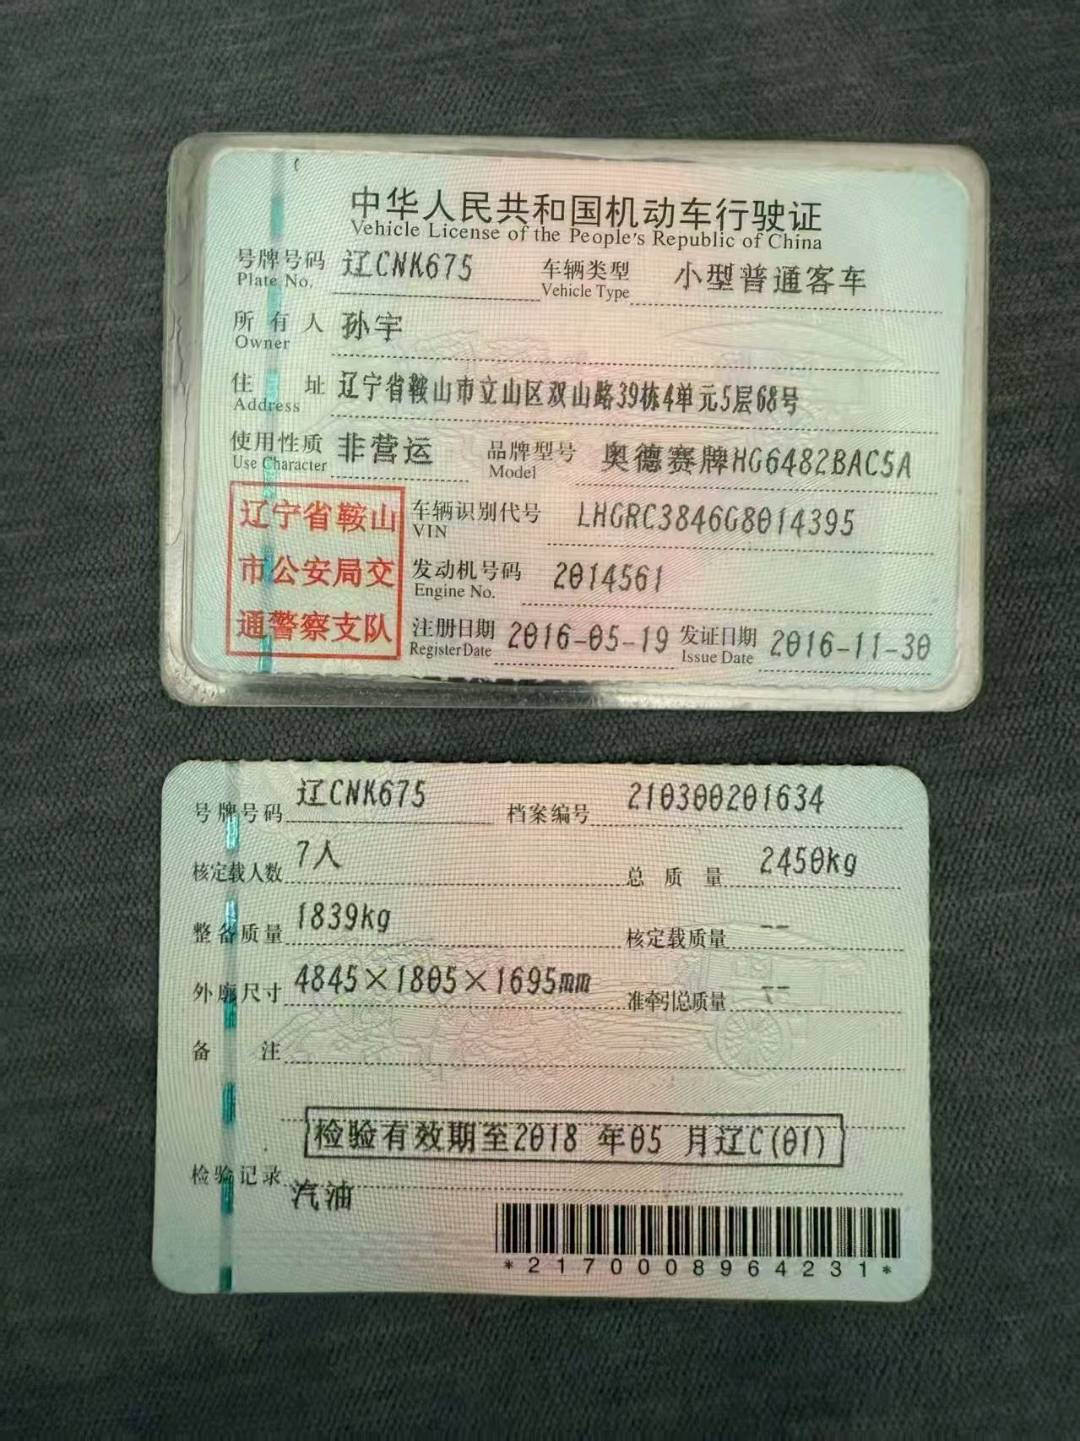 中华人民共和国机动车行驶证
Vehicle License of the People's Republic of China
号牌号码 辽CNK675 车辆类型 小型普通客车
Plate No. Vehicle Type
所有人 孙宇
Owner
住址 辽宁省鞍山市立山区双山路39栋4单元5层68号
Address
使用性质 非营运 品牌型号 奥德赛牌HG6482BAC5A
Use Character Model
辽宁省鞍山
市公安局交
通警察支队
车辆识别代号 LHGRC3846G8014395
VIN
发动机号码 2014561
Engine No.
注册日期 2016-05-19 发证日期 2016-11-30
Register Date Issue Date
号牌号码 辽CNK675 档案编号 210300201634
核定载人数 7人 总质量 2450kg
整备质量 1839kg 核定载质量 --
外廓尺寸 4845×1805×1695mm 准牵引总质量 --
备注
检验有效期至2018 年05 月辽C(01)
检验记录
汽油
*2170008964231*